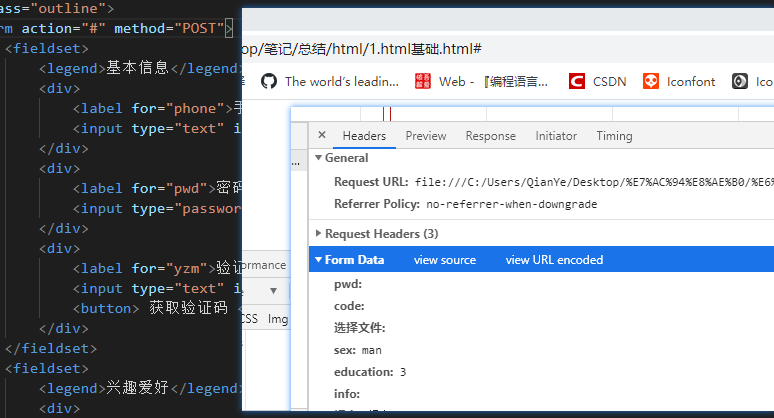 ass="outline">
rm action="#" method="POST">
<fieldset>
<legend>基本信息</legend>
<div>
<label for="phone">手
<input type="text" i
</div>
<div>
<label for="pwd">密码
<input type="passwor
</div>
<div>
<label for="yzm">验证
<input type="text" i
<button> 获取验证码 <
</div>
</fieldset>
<fieldset>
<legend>兴趣爱好</legend>
<div>
op/笔记/总结/html/1.html基础.html#
The world's leadin...
Web - 『编程语言...
CSDN
Iconfont
Ico
...
× Headers Preview Response Initiator Timing
General
Request URL: file:///C:/Users/QianYe/Desktop/%E7%AC%94%E8%AE%B0/%E6%
Referrer Policy: no-referrer-when-downgrade
Request Headers (3)
ormance
Form Data view source view URL encoded
pwd:
code:
CSS Img
选择文件:
sex: man
education: 3
info: